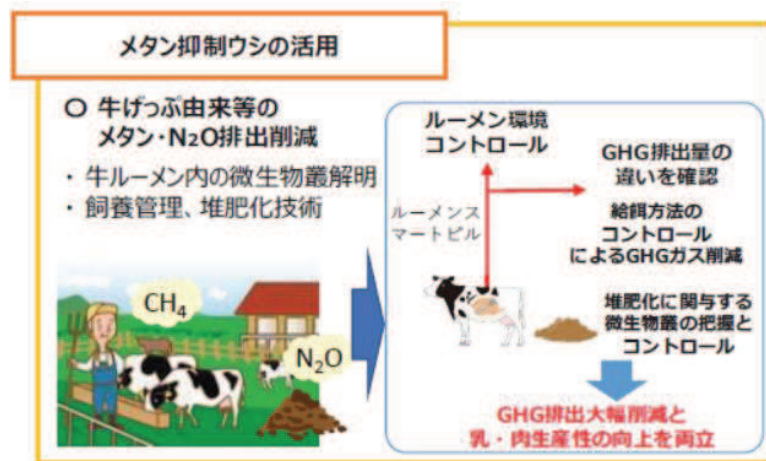 メタン抑制ウシの活用
○ 牛げっぷ由来等の
メタン・N₂O排出削減
・ 牛ルーメン内の微生物叢解明
・ 飼養管理、堆肥化技術
CH₄
N₂O
ルーメン環境
コントロール
GHG排出量の
違いを確認
ルーメンス
マートピル
給餌方法の
コントロール
によるGHGガス削減
堆肥化に関与する
微生物叢の把握と
コントロール
GHG排出大幅削減と
乳・肉生産性の向上を両立